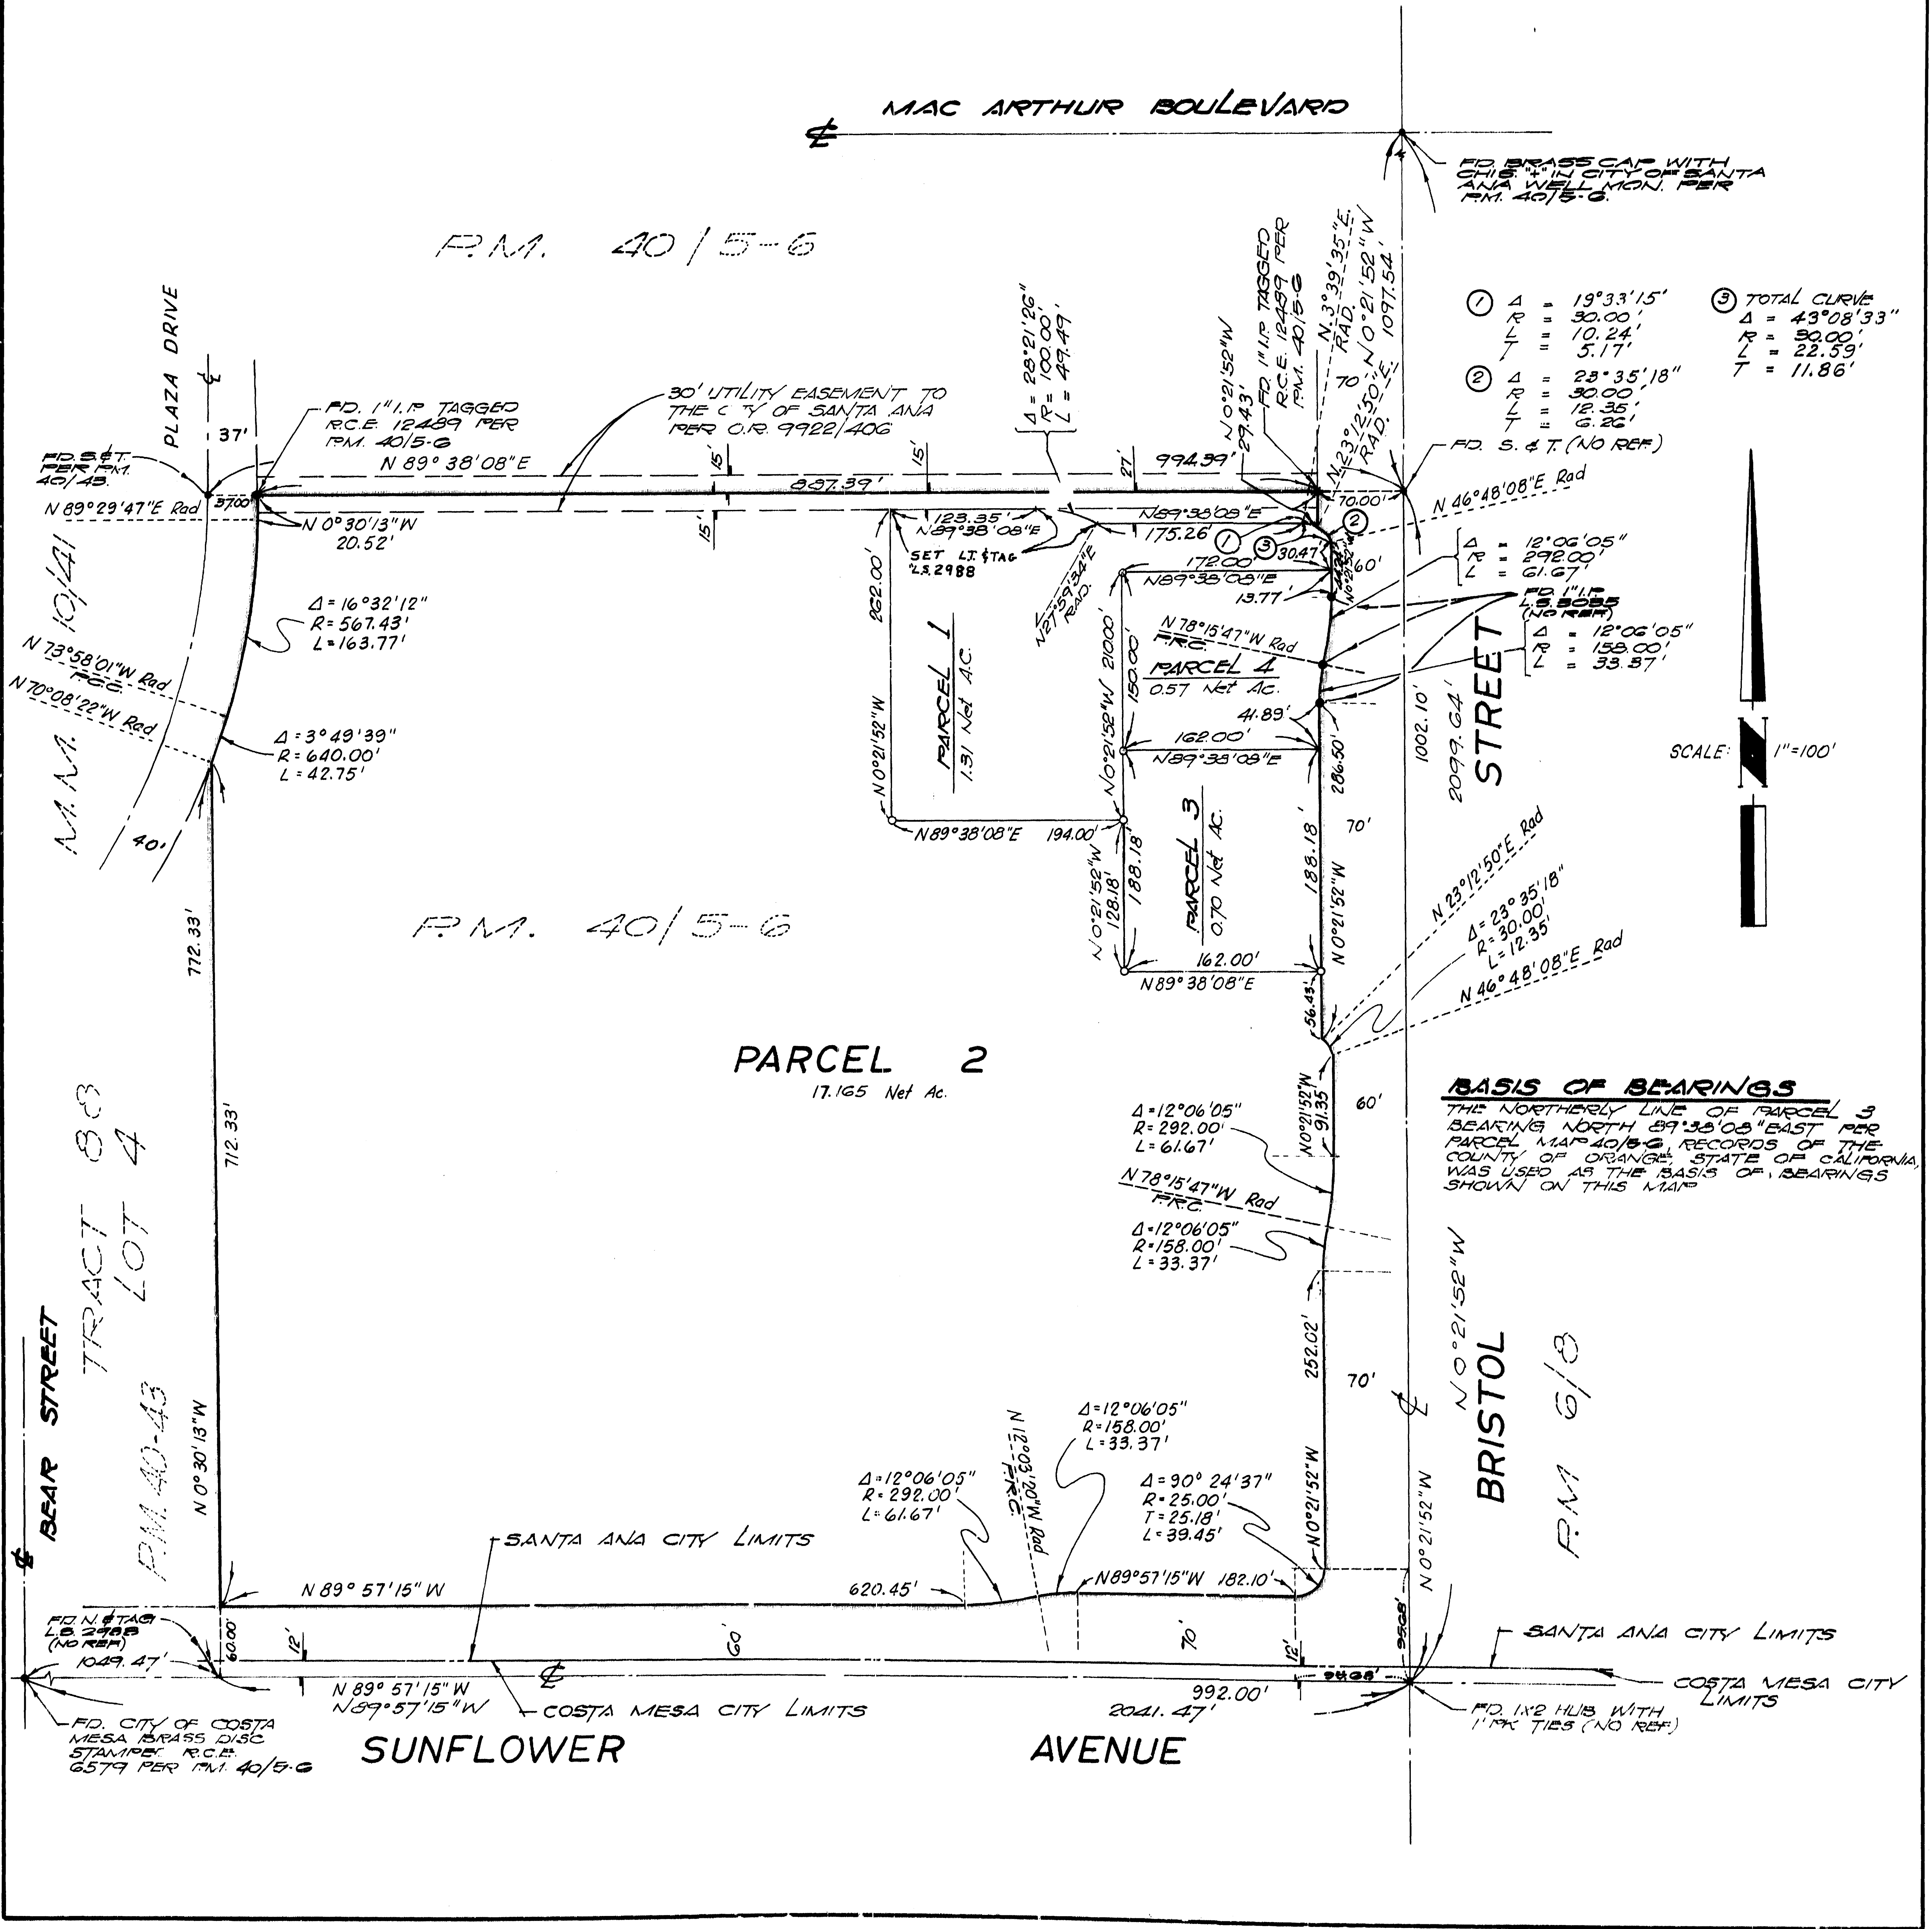 MAC ARTHUR BOULEVARD
FD. BRASS CAP WITH
CHIS. "+" IN CITY OF SANTA
ANA WELL MON. PER
P.M. 40/5-6.
P.M. 40/5-6
PLAZA DRIVE
37'
FD. 1" I.P. TAGGED
R.C.E. 12489 PER
P.M. 40/5-6
30' UTILITY EASEMENT TO
THE C TY OF SANTA ANA
PER O.R. 9922/406
Δ = 28°21'26"
R = 100.00'
L = 49.49'
N 0°21'52"W
29.43'
FD. 1" I.P. TAGGED
R.C.E. 12489 PER
P.M. 40/5-6
N.3°39'35"E.
RAD.
N 0°21'52"W
1097.54'
N.23°12'50"E.
RAD.
70'
1 Δ = 19°33'15"
R = 30.00'
L = 10.24'
T = 5.17'
2 Δ = 23°35'18"
R = 30.00'
L = 12.35'
T = 6.26'
3 TOTAL CURVE
Δ = 43°08'33"
R = 30.00'
L = 22.59'
T = 11.86'
FD. S. & T. (NO REF.)
FD. S. & T.
PER P.M.
40/43.
N 89°29'47"E Rad
37.00'
N 89°38'08"E
15'
15'
27'
994.39'
887.39'
70.00'
N 46°48'08"E Rad
N 0°30'13"W
20.52'
15'
123.35'
N89°38'08"E
SET L.T. & TAG
L.S. 2988
N27°59'34"E
RAD.
N89°38'08"E
175.26'
1
3
2
30.47'
172.00'
N89°38'08"E
13.77'
N0°21'52"W
60'
Δ = 12°06'05"
R = 292.00'
L = 61.67'
FD. 1" I.P.
L.S. 3085
(NO REF)
Δ = 12°06'05"
R = 158.00'
L = 33.37'
M.M. 10/41
Δ = 16°32'12"
R = 567.43'
L = 163.77'
N 73°58'01"W Rad
P.C.C.
N 70°08'22"W Rad
Δ = 3°49'39"
R = 640.00'
L = 42.75'
40'
262.00'
N 0°21'52"W
PARCEL 1
1.31 Net A.C.
N0°21'52"W 210.00'
150.00'
N 78°15'47"W Rad
P.R.C.
PARCEL 4
0.57 Net Ac.
41.89'
162.00'
N89°38'08"E
286.50'
N89°38'08"E 194.00'
PARCEL 3
0.70 Net AC.
N0°21'52"W
128.18'
188.18'
188.18'
N0°21'52"W
70'
1002.10'
2099.64'
STREET
SCALE: 1"=100'
N
772.33'
P.M. 40/5-6
162.00'
N89°38'08"E
56.43'
N 23°12'50"E Rad
Δ = 23°35'18"
R = 30.00'
L = 12.35'
N 46°48'08"E Rad
PARCEL 2
17.165 Net Ac.
712.33'
N0°21'52"W
91.35
60'
Δ=12°06'05"
R=292.00'
L=61.67'
N 78°15'47"W Rad
P.R.C.
Δ=12°06'05"
R=158.00'
L=33.37'
BASIS OF BEARINGS
THE NORTHERLY LINE OF PARCEL 3
BEARING NORTH 89°38'08" EAST PER
PARCEL MAP 40/5-6, RECORDS OF THE
COUNTY OF ORANGE, STATE OF CALIFORNIA,
WAS USED AS THE BASIS OF BEARINGS
SHOWN ON THIS MAP
TRACT 88
LOT 4
P.M. 40-43
BEAR STREET
N 0°30'13"W
252.02'
70'
N 0°21'52"W
BRISTOL
P.M 6/8
N 12°03'20"W Rad
P.R.C.
Δ=12°06'05"
R=158.00'
L=33.37'
Δ=12°06'05"
R=292.00'
L=61.67'
Δ=90°24'37"
R=25.00'
T=25.18'
L=39.45'
N0°21'52"W
N0°21'52"W
SANTA ANA CITY LIMITS
N 89°57'15"W
620.45'
N89°57'15"W 182.10'
FD. N. & TAG
L.S. 2988
(NO REF)
1049.47'
60.00'
12'
60'
70'
12'
95.68'
SANTA ANA CITY LIMITS
N 89°57'15"W
N89°57'15"W
COSTA MESA CITY LIMITS
992.00'
2041.47'
COSTA MESA CITY
LIMITS
FD. CITY OF COSTA
MESA BRASS DISC
STAMPED R.C.E.
6579 PER P.M. 40/5-6
SUNFLOWER AVENUE
FD. 1X2 HUB WITH
1' PK TIES (NO REF)